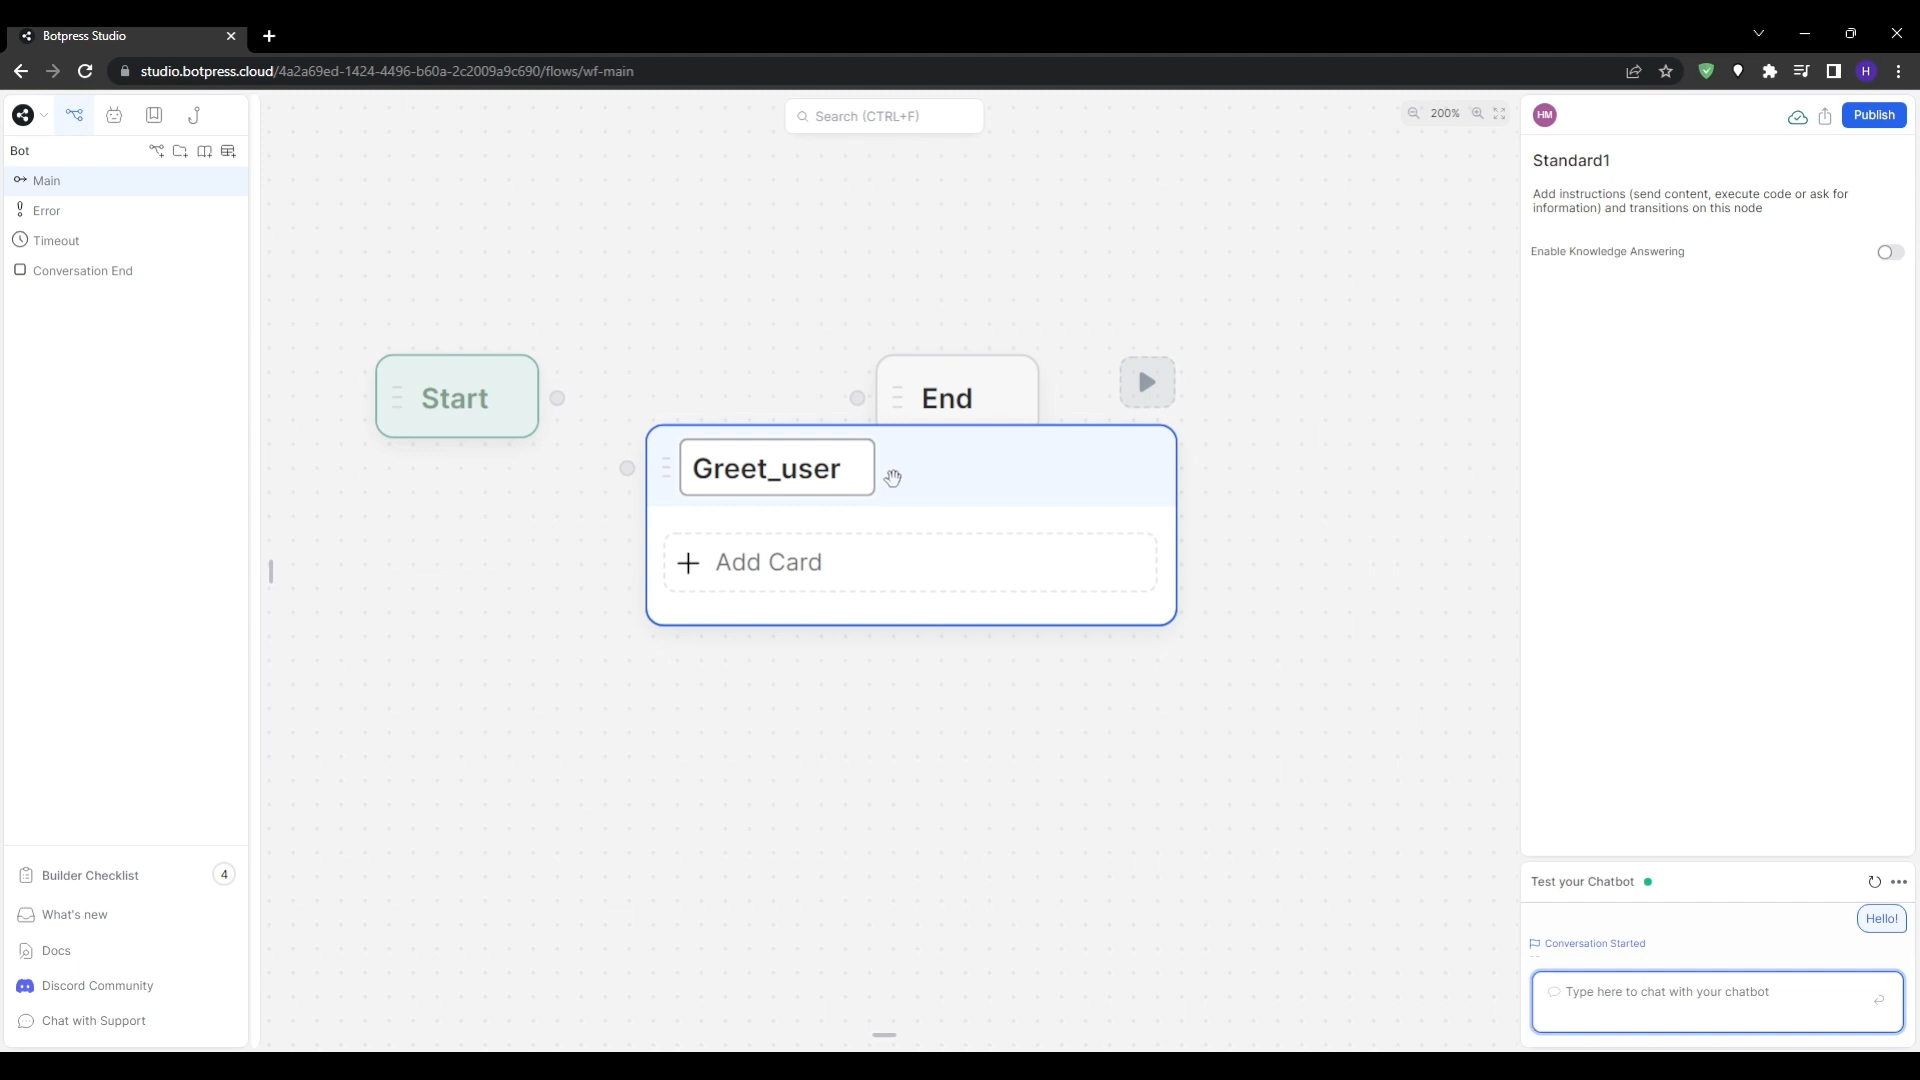 Botpress Studio
studio.botpress.cloud/4a2a69ed-1424-4496-b60a-2c2009a9c690/flows/wf-main
H
Search (CTRL+F)
200%
HM
Publish
Bot
Main
Error
Timeout
Conversation End
Standard1
Add instructions (send content, execute code or ask for
information) and transitions on this node
Enable Knowledge Answering
Start
End
Greet_user
+ Add Card
Builder Checklist
4
What's new
Docs
Discord Community
Chat with Support
Test your Chatbot
Hello!
Conversation Started
Type here to chat with your chatbot